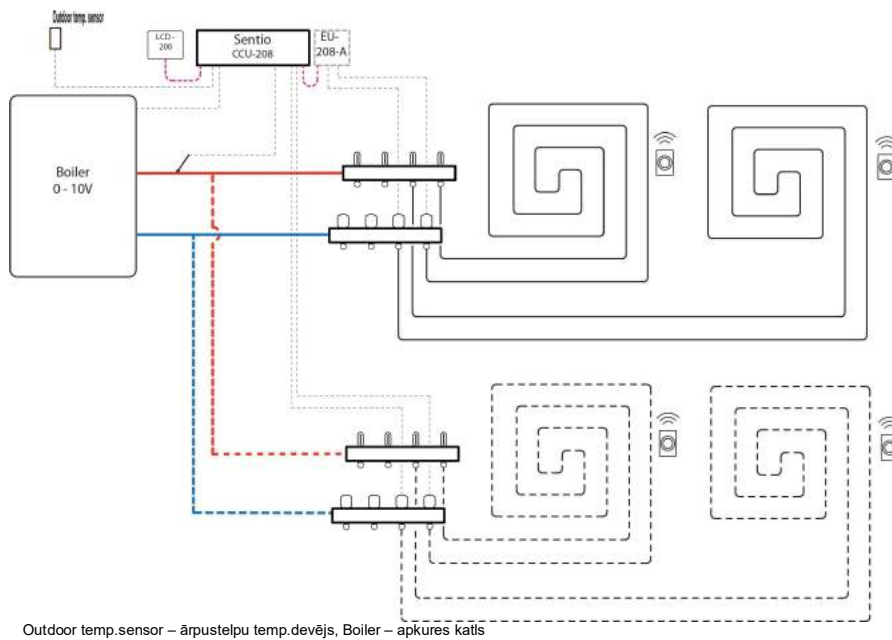 Outdoor temp. sensor
LCD-
200
Sentio
CCU-208
EU-
208-A
Boiler
0 - 10V
Outdoor temp.sensor – ārpustelpu temp.devējs, Boiler – apkures katls